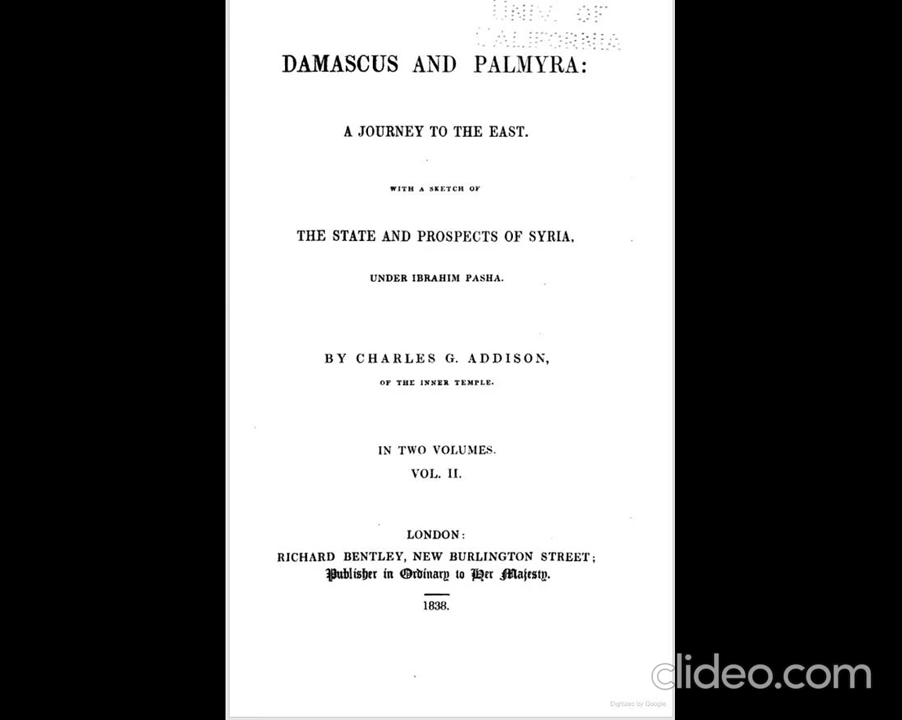 UNIV. OF
CALIFORNIA
DAMASCUS AND PALMYRA:
A JOURNEY TO THE EAST.
WITH A SKETCH OF
THE STATE AND PROSPECTS OF SYRIA,
UNDER IBRAHIM PASHA.
BY CHARLES G. ADDISON,
OF THE INNER TEMPLE.
IN TWO VOLUMES.
VOL. II.
LONDON:
RICHARD BENTLEY, NEW BURLINGTON STREET;
Publisher in Ordinary to Her Majesty.
1838.
clideo.com
Digitized by Google